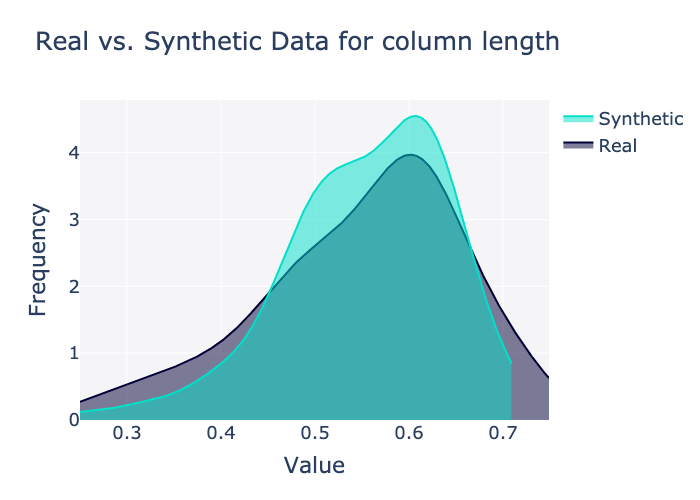 Real vs. Synthetic Data for column length
Synthetic
Real
4
3
2
1
0
Frequency
0.3 0.4 0.5 0.6 0.7
Value